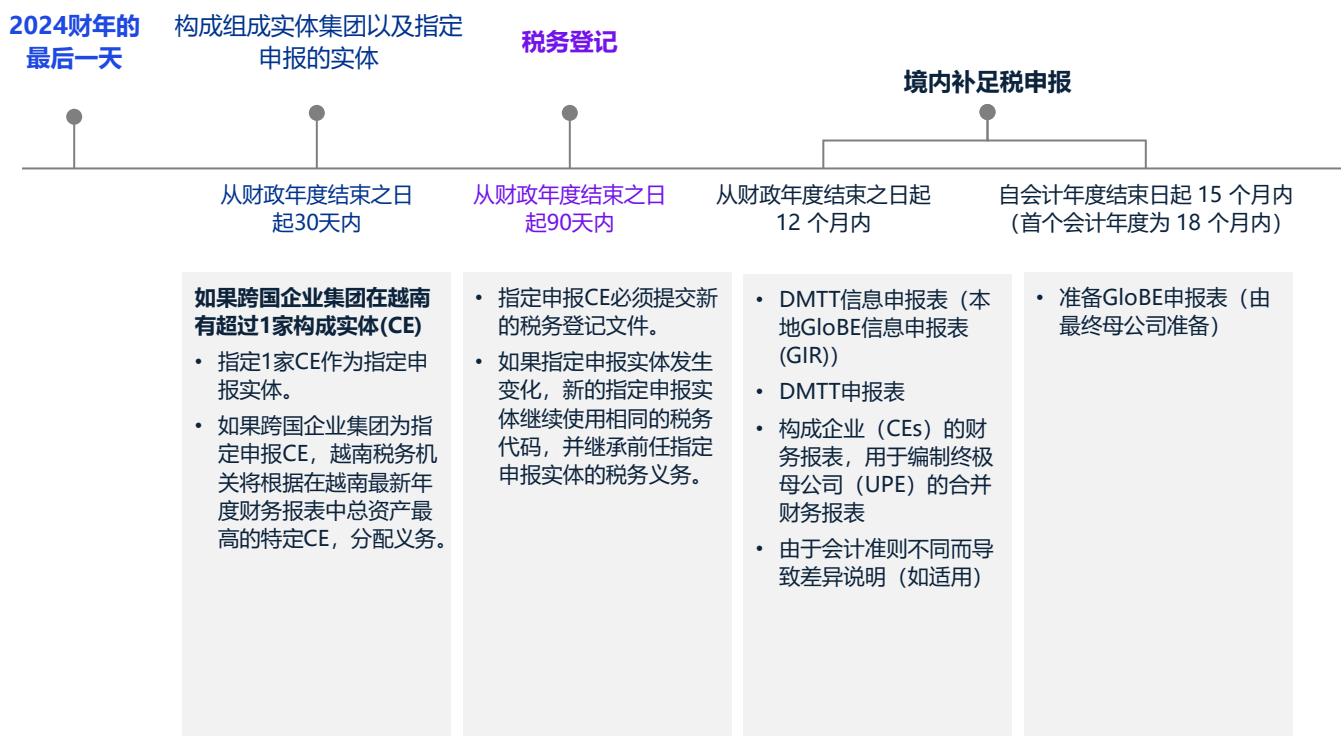 2024财年的
最后一天
构成组成实体集团以及指定
申报的实体
税务登记
境内补足税申报
从财政年度结束之日
起30天内
从财政年度结束之日
起90天内
从财政年度结束之日起
12 个月内
自会计年度结束日起 15 个月内
（首个会计年度为 18 个月内）
如果跨国企业集团在越南
有超过1家构成实体(CE)
• 指定1家CE作为指定申
报实体。
• 如果跨国企业集团为指
定申报CE，越南税务机
关将根据在越南最新年
度财务报表中总资产最
高的特定CE，分配义务。
• 指定申报CE必须提交新
的税务登记文件。
• 如果指定申报实体发生
变化，新的指定申报实
体继续使用相同的税务
代码，并继承前任指定
申报实体的税务义务。
• DMTT信息申报表（本
地GloBE信息申报表
(GIR)）
• DMTT申报表
• 构成企业（CEs）的财
务报表，用于编制终极
母公司（UPE）的合并
财务报表
• 由于会计准则不同而导
致差异说明（如适用）
• 准备GloBE申报表（由
最终母公司准备）